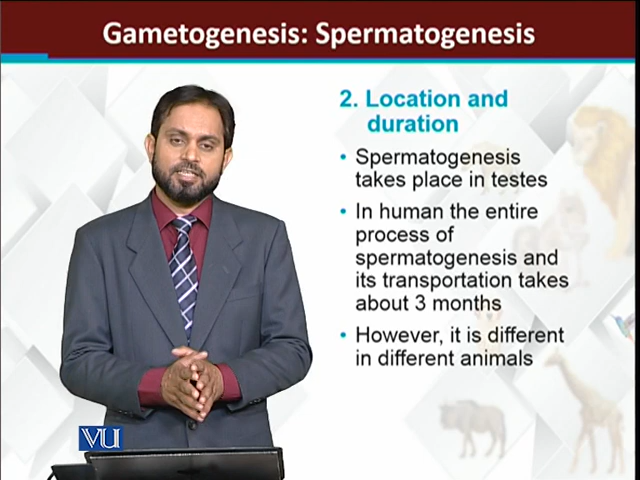 Gametogenesis: Spermatogenesis
2. Location and
duration
• Spermatogenesis
takes place in testes
• In human the entire
process of
spermatogenesis and
its transportation takes
about 3 months
• However, it is different
in different animals
VU